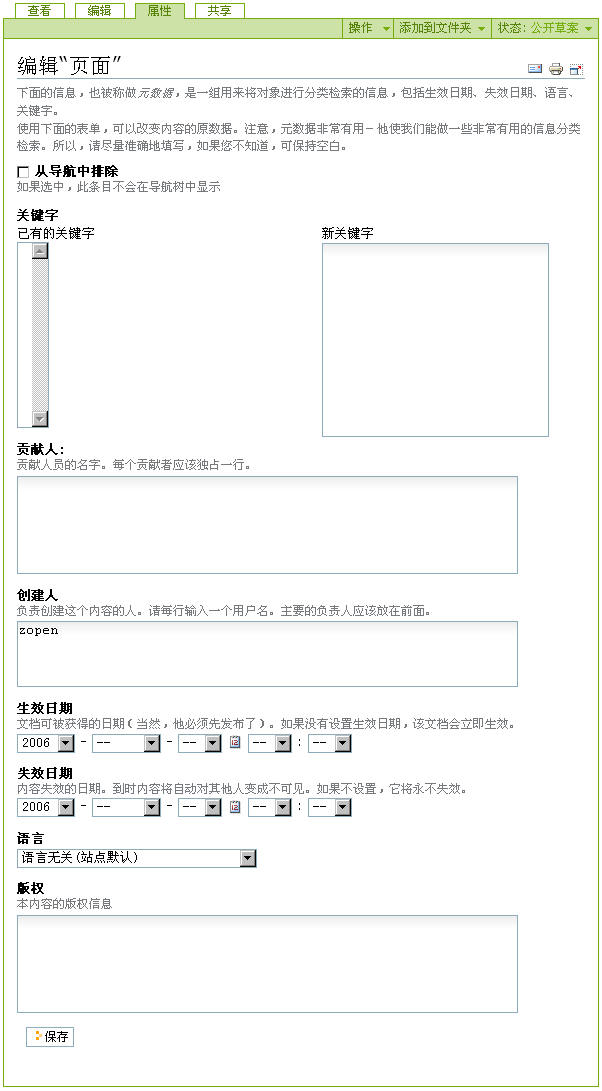 查看 编辑 属性 共享
操作 添加到文件夹 状态: 公开草案
编辑“页面”
下面的信息，也被称做元数据，是一组用来将对象进行分类检索的信息，包括生效日期、失效日期、语言、
关键字。
使用下面的表单，可以改变内容的原数据。注意，元数据非常有用－他使我们能做一些非常有用的信息分类
检索。所以，请尽量准确地填写，如果您不知道，可保持空白。
从导航中排除
如果选中，此条目不会在导航树中显示
关键字
已有的关键字 新关键字
贡献人:
贡献人员的名字。每个贡献者应该独占一行。
创建人
负责创建这个内容的人。请每行输入一个用户名。主要的负责人应该放在前面。
zopen
生效日期
文档可被获得的日期(当然，他必须先发布了)。如果没有设置生效日期，该文档会立即生效。
2006 - -- - -- -- : --
失效日期
内容失效的日期。到时内容将自动对其他人变成不可见。如果不设置，它将永不失效。
2006 - -- - -- -- : --
语言
语言无关(站点默认)
版权
本内容的版权信息
保存